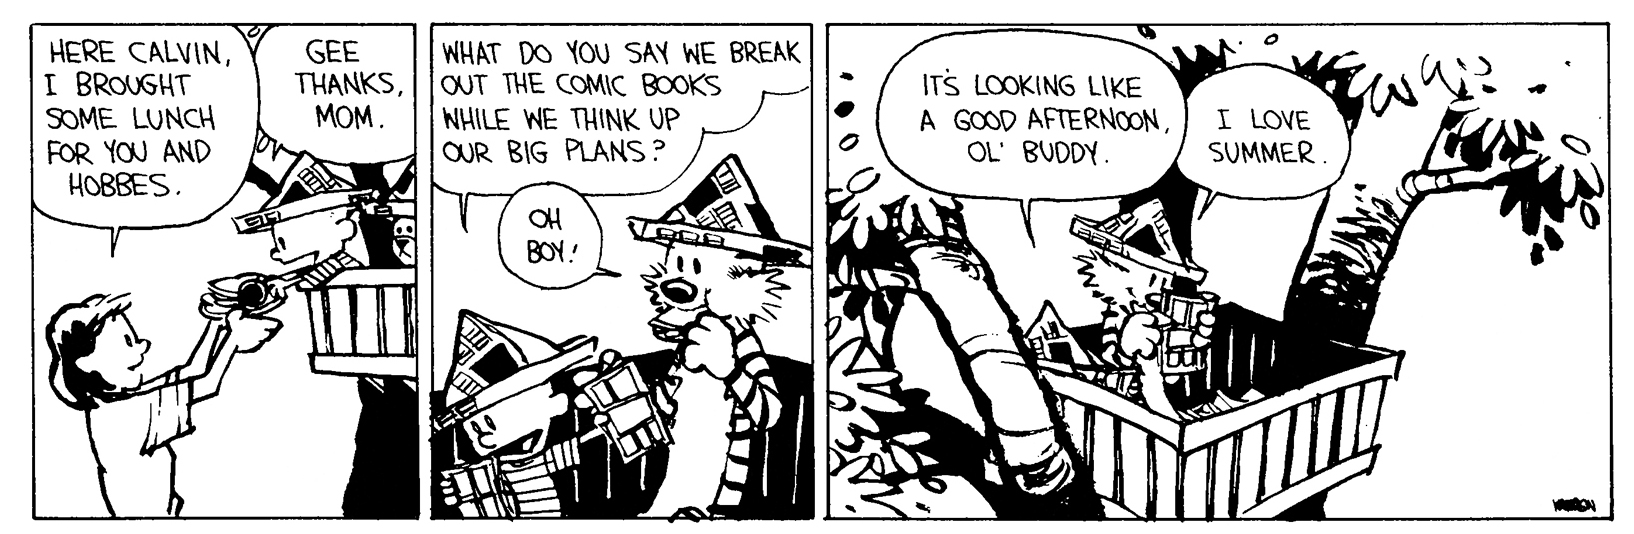 HERE CALVIN,
I BROUGHT
SOME LUNCH
FOR YOU AND
HOBBES.
GEE
THANKS,
MOM.
WHAT DO YOU SAY WE BREAK
OUT THE COMIC BOOKS
WHILE WE THINK UP
OUR BIG PLANS?
OH
BOY!
IT'S LOOKING LIKE
A GOOD AFTERNOON,
OL' BUDDY.
I LOVE
SUMMER.
WATTERSON